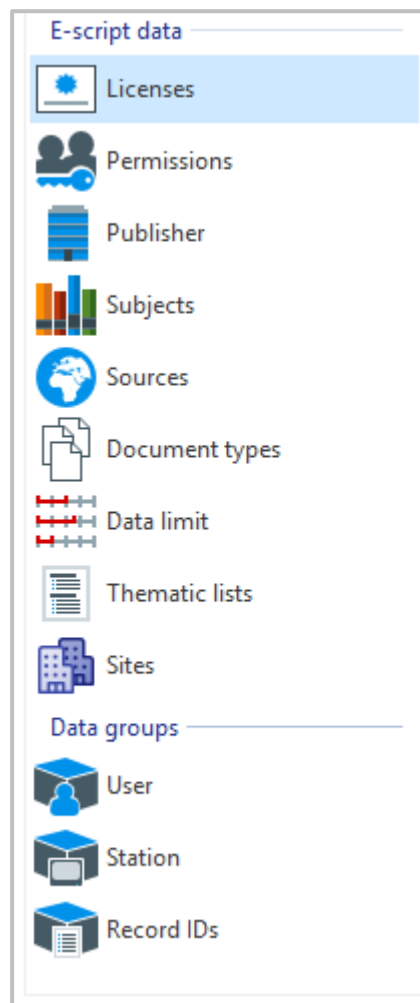 E-script data
Licenses
Permissions
Publisher
Subjects
Sources
Document types
Data limit
Thematic lists
Sites
Data groups
User
Station
Record IDs